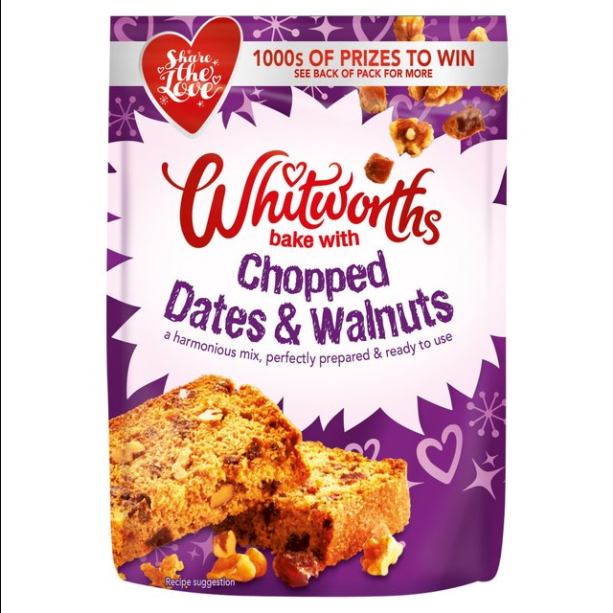 Share
the
Love
1000s OF PRIZES TO WIN
SEE BACK OF PACK FOR MORE
Whitworths
bake with
Chopped
Dates & Walnuts
a harmonious mix, perfectly prepared & ready to use
Recipe suggestion